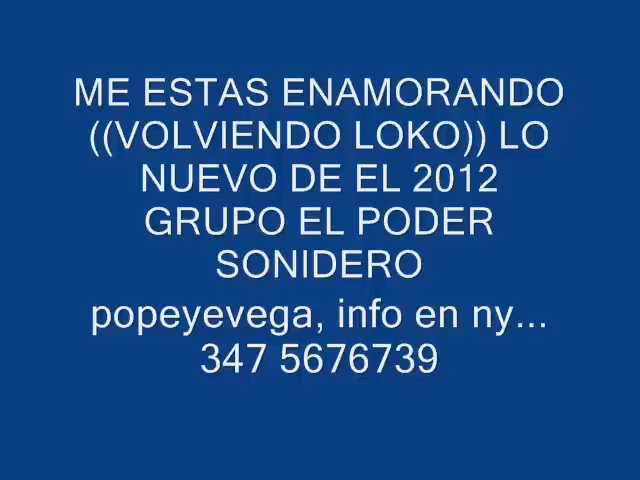 ME ESTAS ENAMORANDO
((VOLVIENDO LOKO)) LO
NUEVO DE EL 2012
GRUPO EL PODER
SONIDERO
popeyevega, info en ny...
347 5676739